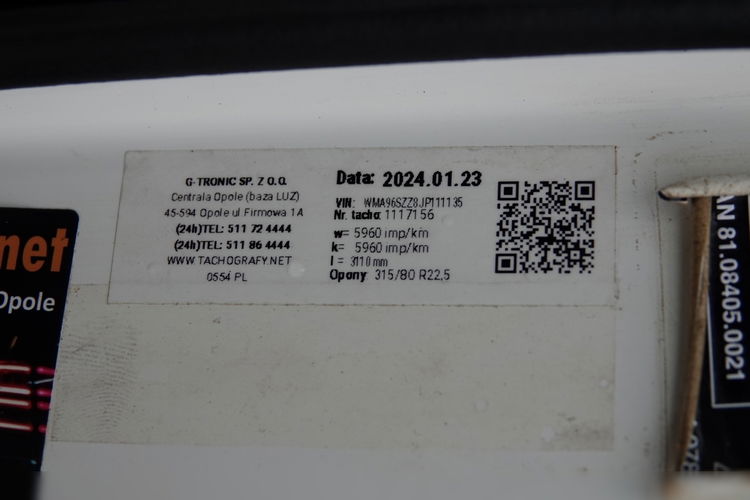 G-TRONIC SP. Z O.O.
Centrala Opole (baza LUZ)
45-594 Opole ul Firmowa 1A
(24h)TEL: 511 72 4444
(24h)TEL: 511 86 4444
WWW.TACHOGRAFY.NET
0554 PL
Data: 2024.01.23
VIN: WMA96SZZ8JP111135
Nr. tacho: 1117156
w= 5960 imp/km
k= 5960 imp/km
l = 3110 mm
Opony: 315/80 R22,5
net
Opole
AN 81.08405.0021